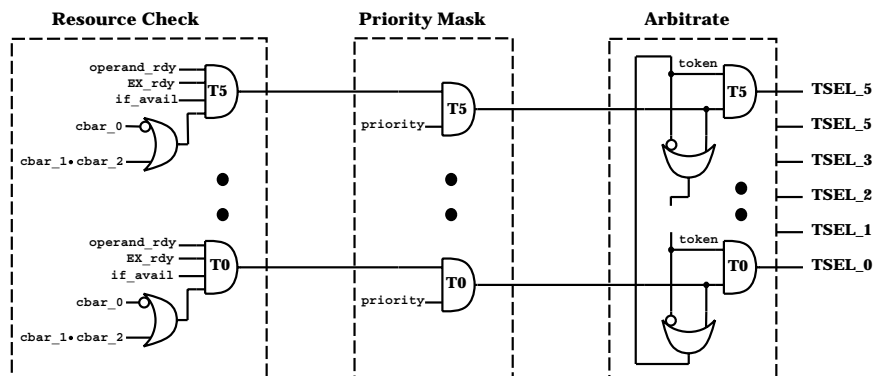 Resource Check
Priority Mask
Arbitrate
operand_rdy
EX_rdy
if_avail
T5
cbar_0
cbar_1•cbar_2
T5
priority
token
T5
TSEL_5
TSEL_5
TSEL_3
TSEL_2
TSEL_1
TSEL_0
operand_rdy
EX_rdy
if_avail
T0
cbar_0
cbar_1•cbar_2
T0
priority
token
T0